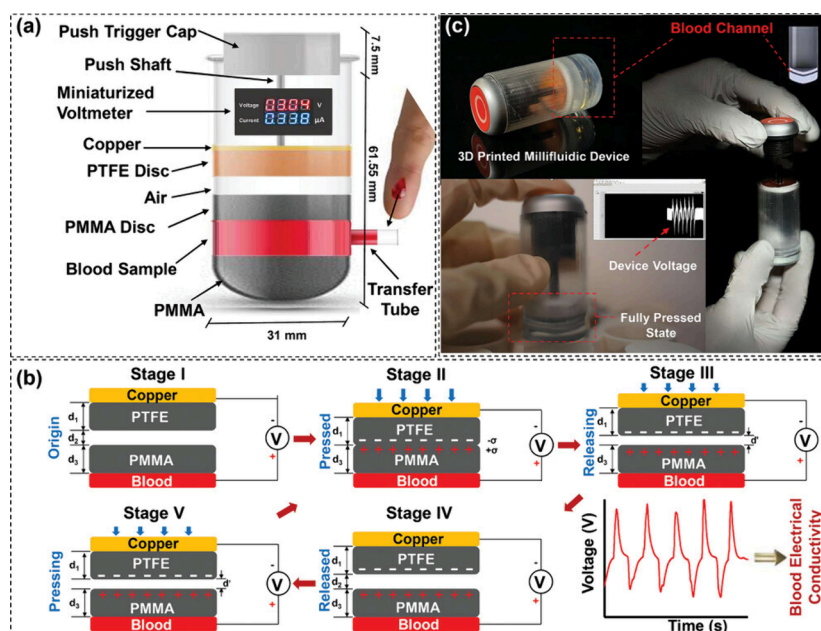 (a)
Push Trigger Cap
Push Shaft
Miniaturized
Voltmeter
Voltage 03.04 V
Current 0.338 μA
Copper
PTFE Disc
Air
PMMA Disc
Blood Sample
PMMA
Transfer
Tube
7.5 mm
61.55 mm
31 mm
(c)
Blood Channel
3D Printed Millifluidic Device
Device Voltage
Fully Pressed
State
(b)
Stage I
Origin
Copper
d1
PTFE
d2
d3
PMMA
Blood
-
V
+
Stage II
Pressed
Copper
d1
PTFE
-σ
+σ
d3
PMMA
Blood
-
V
+
Stage III
Releasing
Copper
d1
PTFE
d'
d3
PMMA
Blood
-
V
+
Stage V
Pressing
Copper
d1
PTFE
d'
d3
PMMA
Blood
-
V
+
Stage IV
Released
Copper
d1
PTFE
d2
d3
PMMA
Blood
-
V
+
Voltage (V)
Time (s)
Blood Electrical
Conductivity